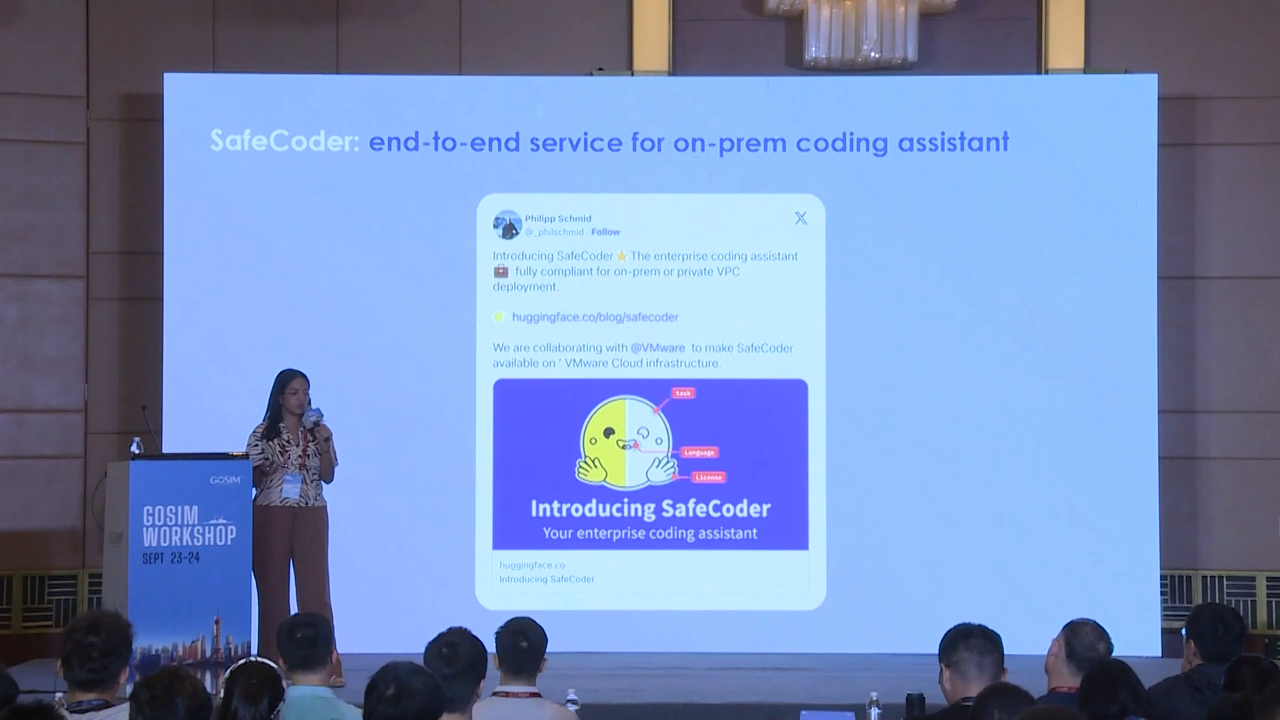 SafeCoder: end-to-end service for on-prem coding assistant
Philipp Schmid
@_philschmid · Follow
X
Introducing SafeCoder⭐The enterprise coding assistant
💼 fully compliant for on-prem or private VPC
deployment.
huggingface.co/blog/safecoder
We are collaborating with @VMware to make SafeCoder
available on ' VMware Cloud infrastructure.
task
Language
License
Introducing SafeCoder
Your enterprise coding assistant
huggingface.co
Introducing SafeCoder
GOSIM
GOSIM
WORKSHOP
SEPT 23-24